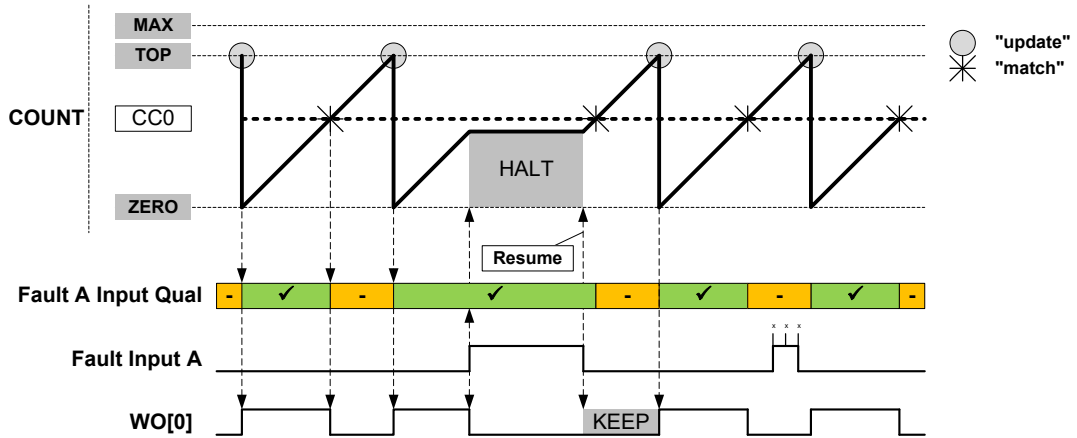 MAX
TOP
"update"
"match"
COUNT
CC0
HALT
ZERO
Resume
Fault A Input Qual
- ✓ - ✓ - ✓ - ✓ -
x x x
Fault Input A
WO[0]
KEEP